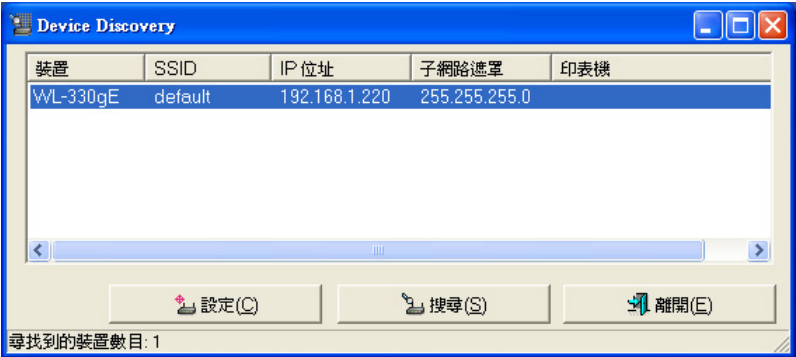 Device Discovery
裝置 SSID IP 位址 子網路遮罩 印表機
WL-330gE default 192.168.1.220 255.255.255.0
設定(C) 搜尋(S) 離開(E)
尋找到的裝置數目: 1